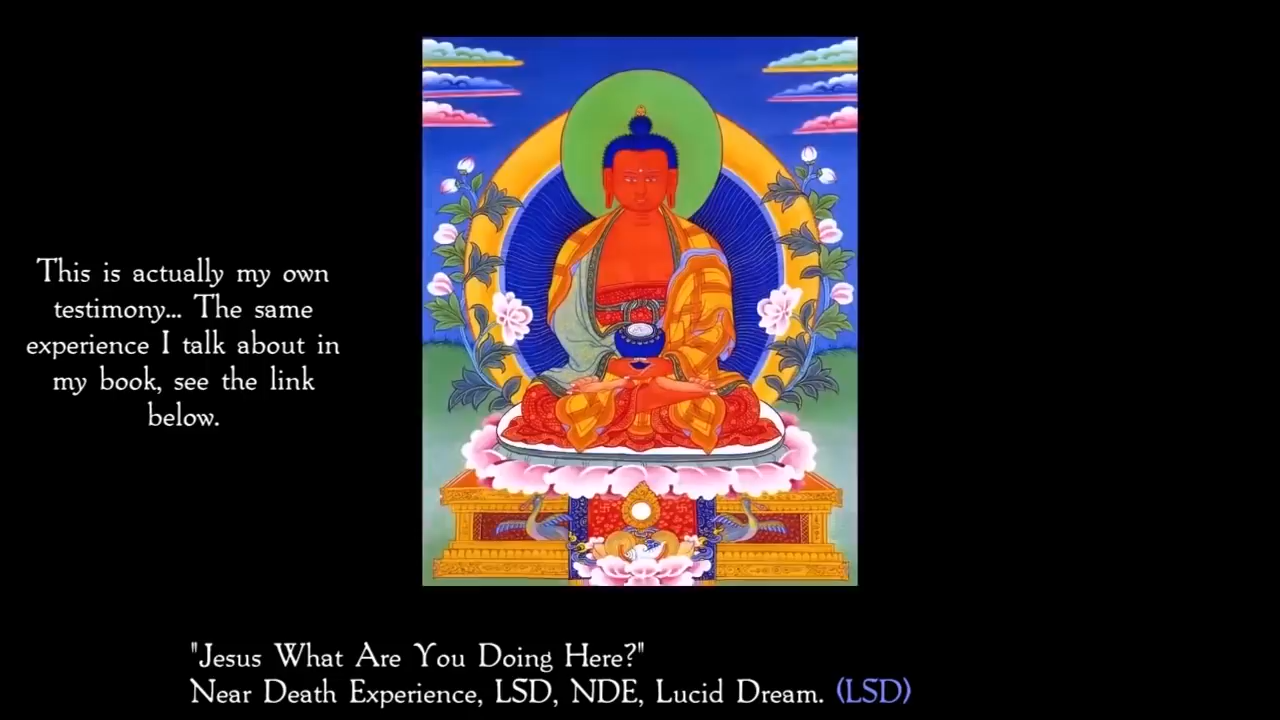 This is actually my own
testimony... The same
experience I talk about in
my book, see the link
below.
"Jesus What Are You Doing Here?"
Near Death Experience, LSD, NDE, Lucid Dream. (LSD)